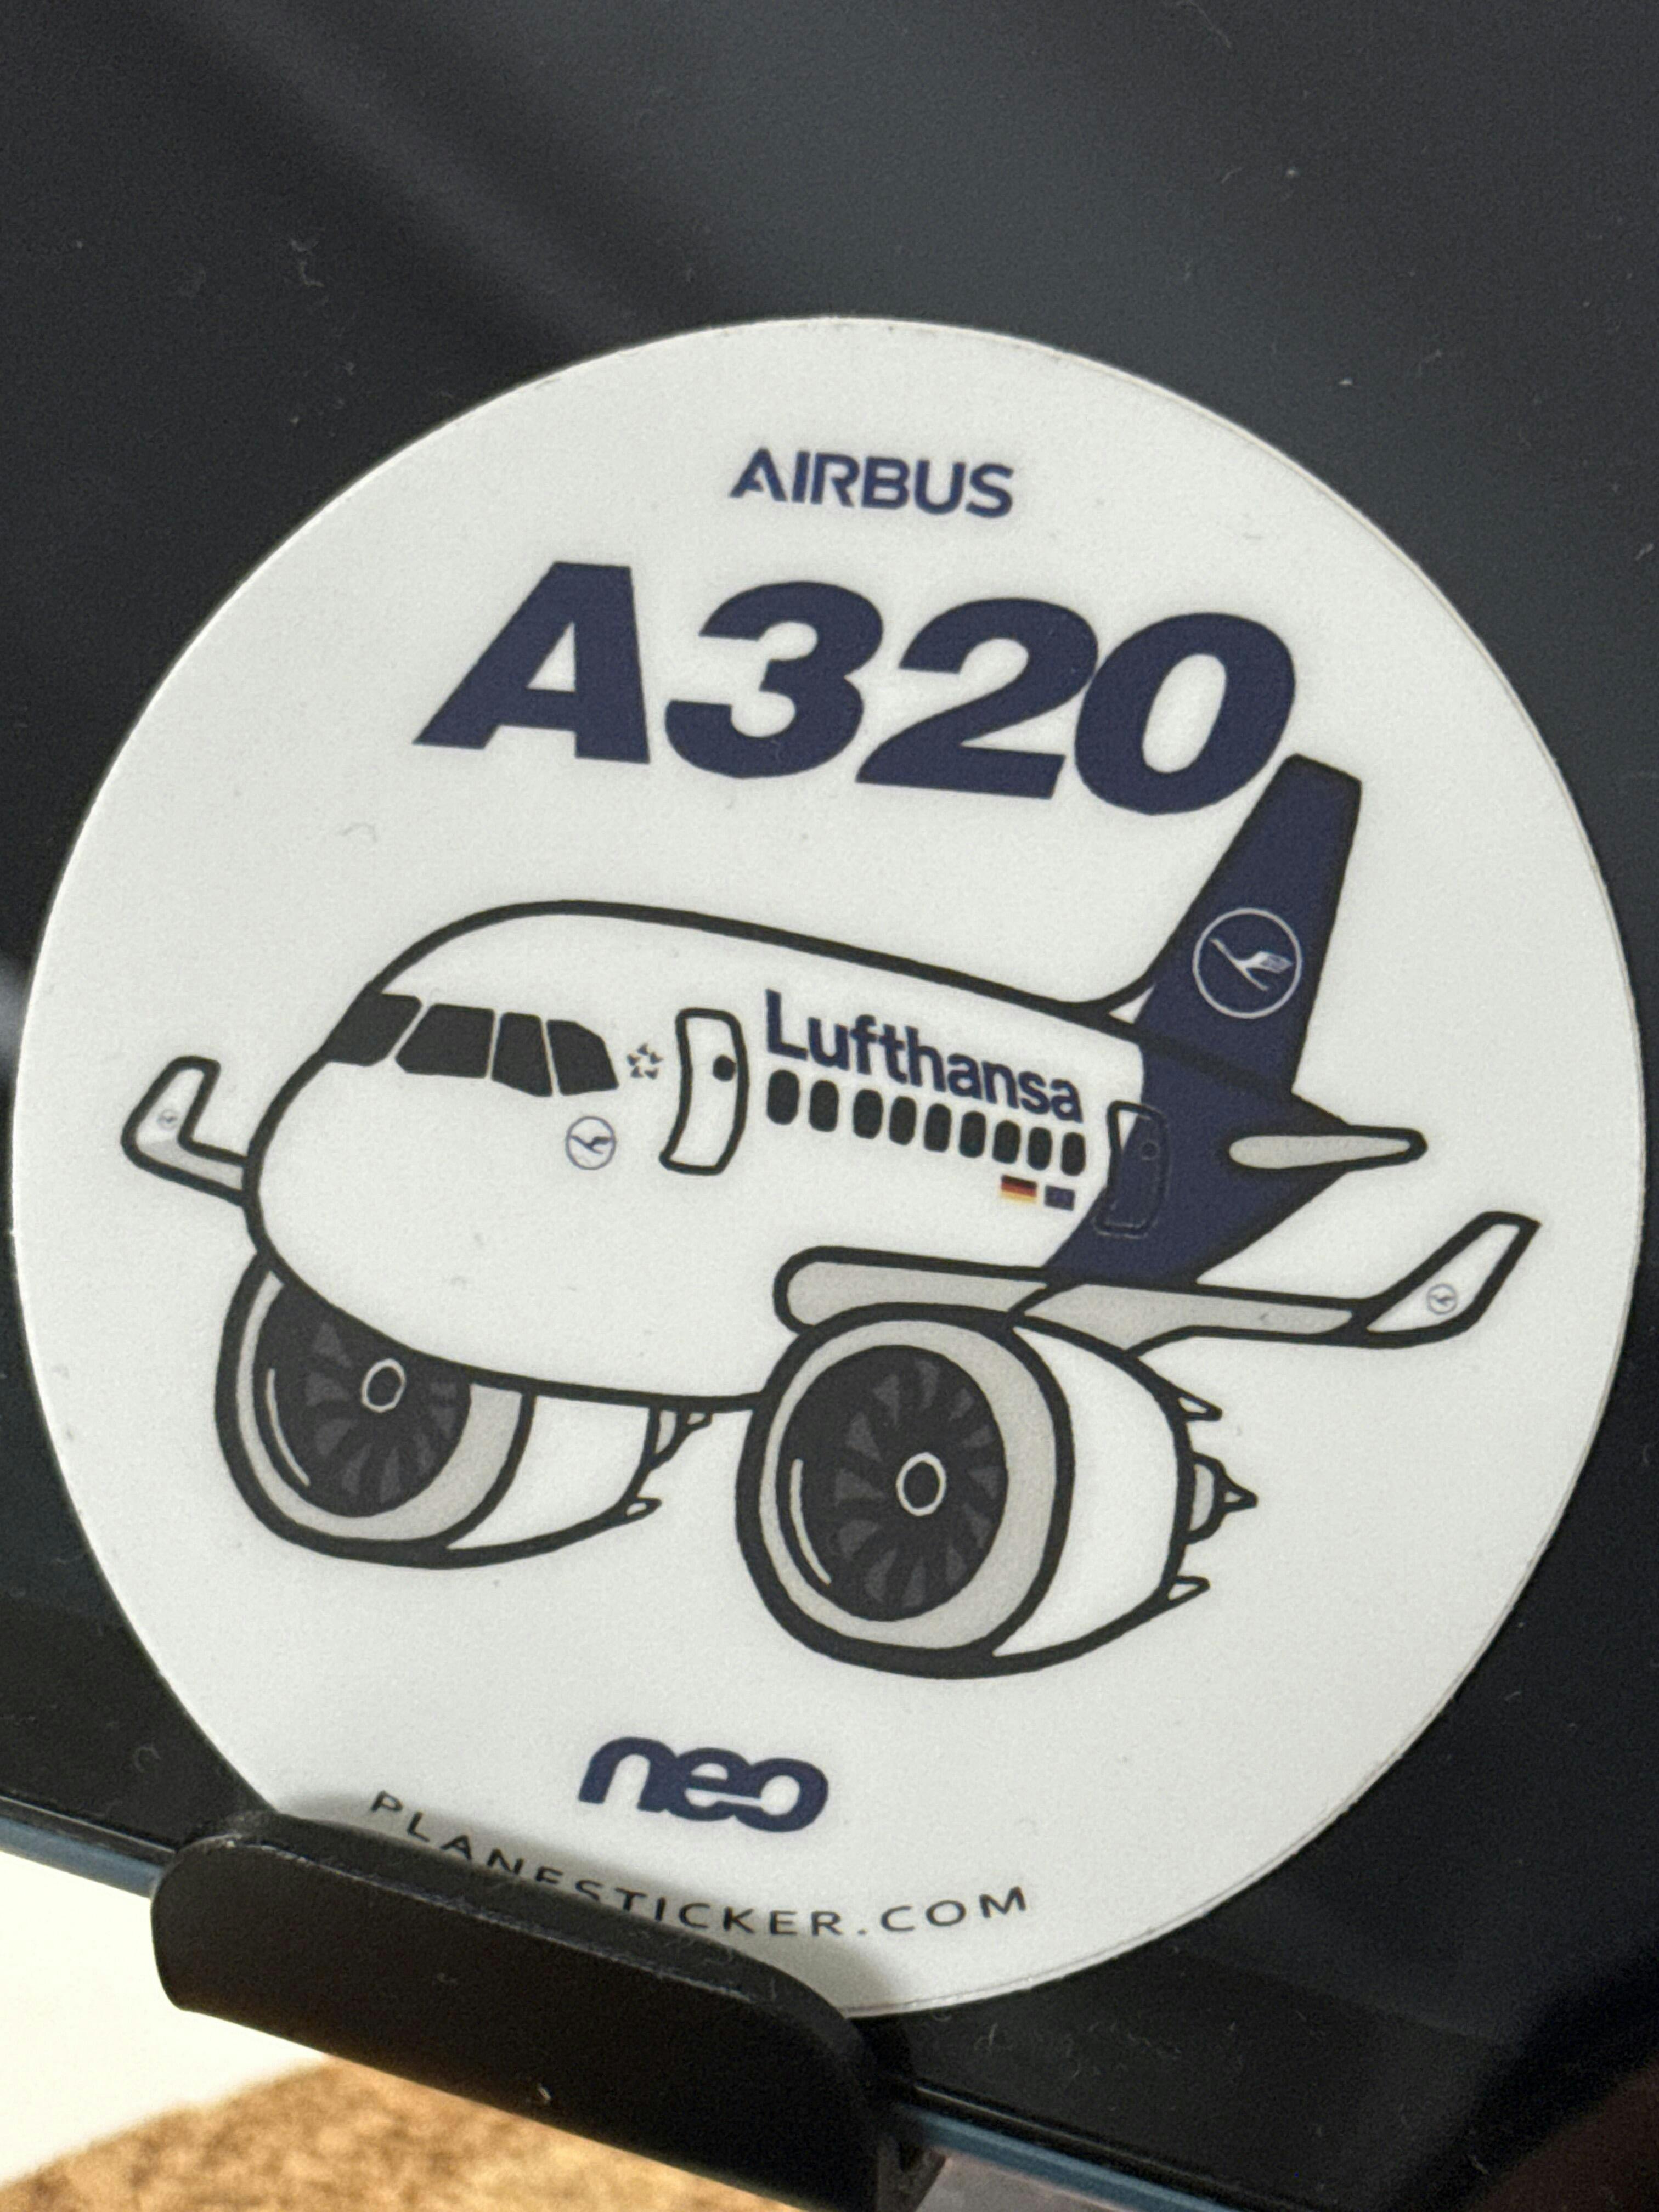 AIRBUS
A320
Lufthansa
neo
PLANESTICKER.COM